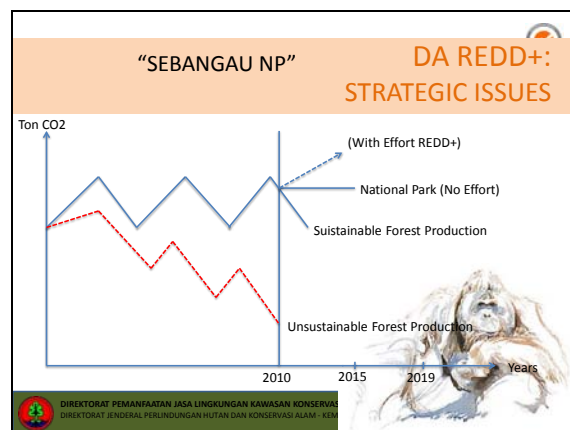 “SEBANGAU NP”
DA REDD+:
STRATEGIC ISSUES
Ton CO2
(With Effort REDD+)
National Park (No Effort)
Suistainable Forest Production
Unsustainable Forest Production
Years
2010
2015
2019
DIREKTORAT PEMANFAATAN JASA LINGKUNGAN KAWASAN KONSERVAS
DIREKTORAT JENDERAL PERLINDUNGAN HUTAN DAN KONSERVASI ALAM - KEM